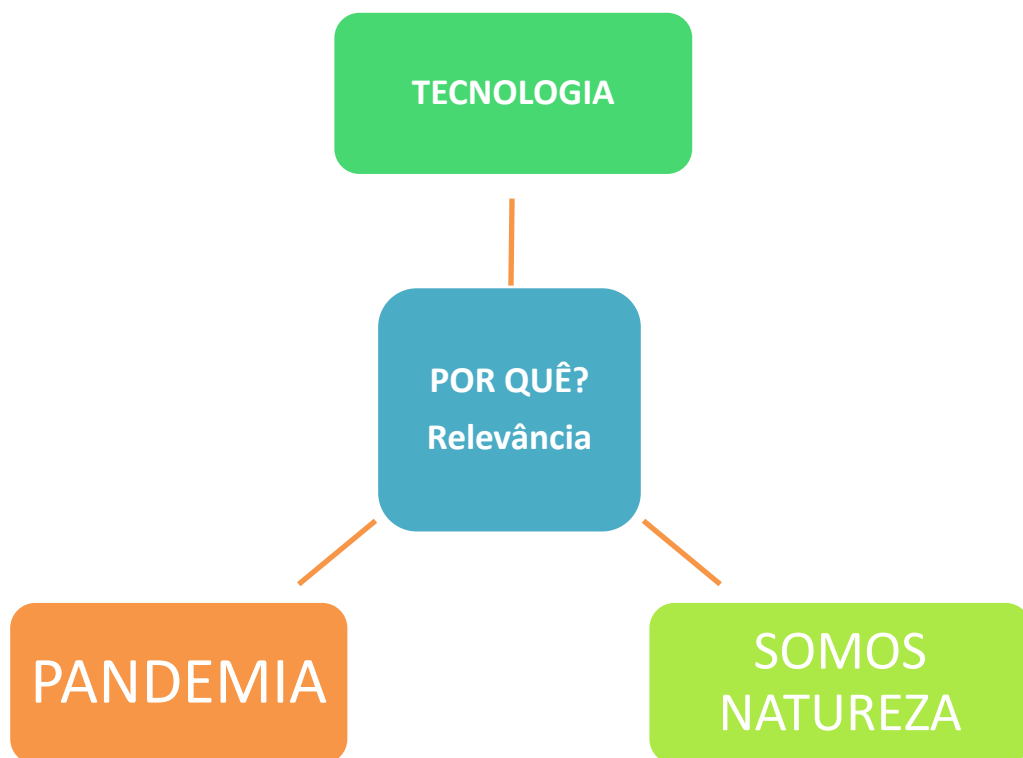 TECNOLOGIA
POR QUÊ?
Relevância
PANDEMIA
SOMOS
NATUREZA